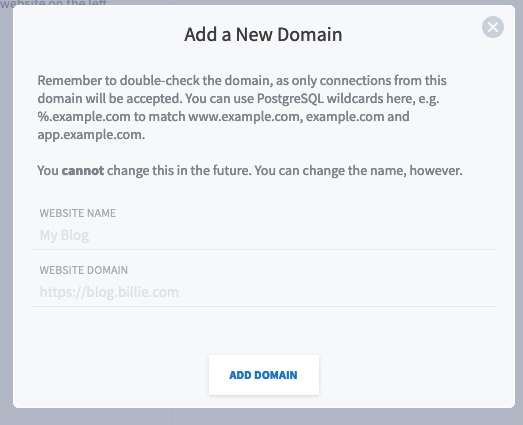 website on the left
Add a New Domain
Remember to double-check the domain, as only connections from this
domain will be accepted. You can use PostgreSQL wildcards here, e.g.
%.example.com to match www.example.com, example.com and
app.example.com.
You cannot change this in the future. You can change the name, however.
WEBSITE NAME
My Blog
WEBSITE DOMAIN
https://blog.billie.com
ADD DOMAIN